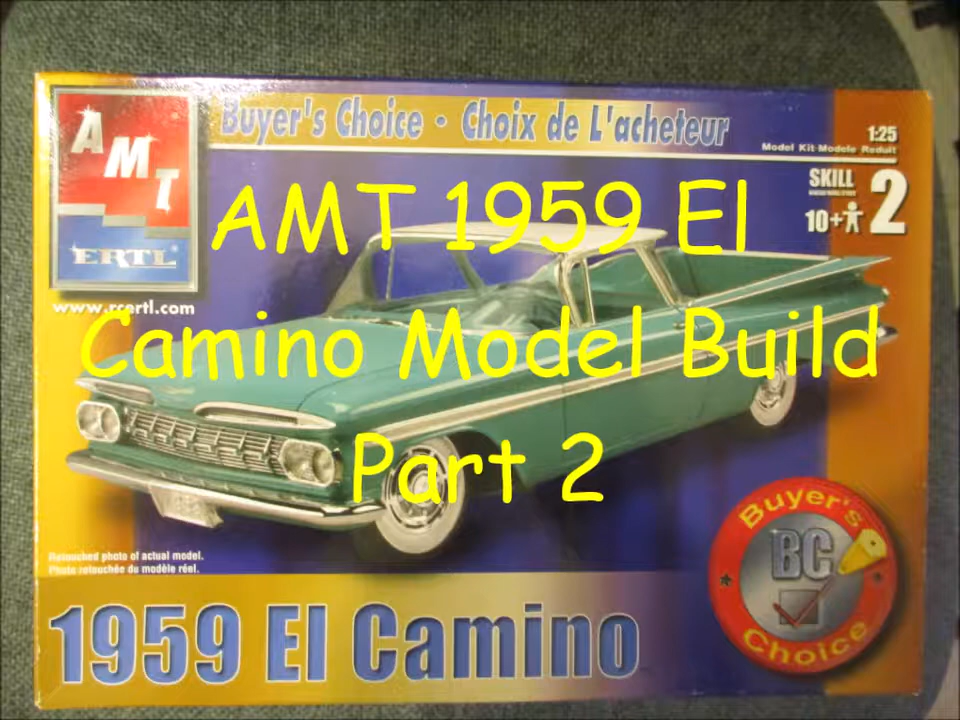 Buyer's Choice • Choix de L'acheteur
AMT
ERTL
www.rcertl.com
1:25
Model Kit Modele Reduit
SKILL 2
10+
AMT 1959 El
Camino Model Build
Part 2
Retouched photo of actual model.
Photo retouchée du modèle réel.
Buyer's
BC
Choice
1959 El Camino